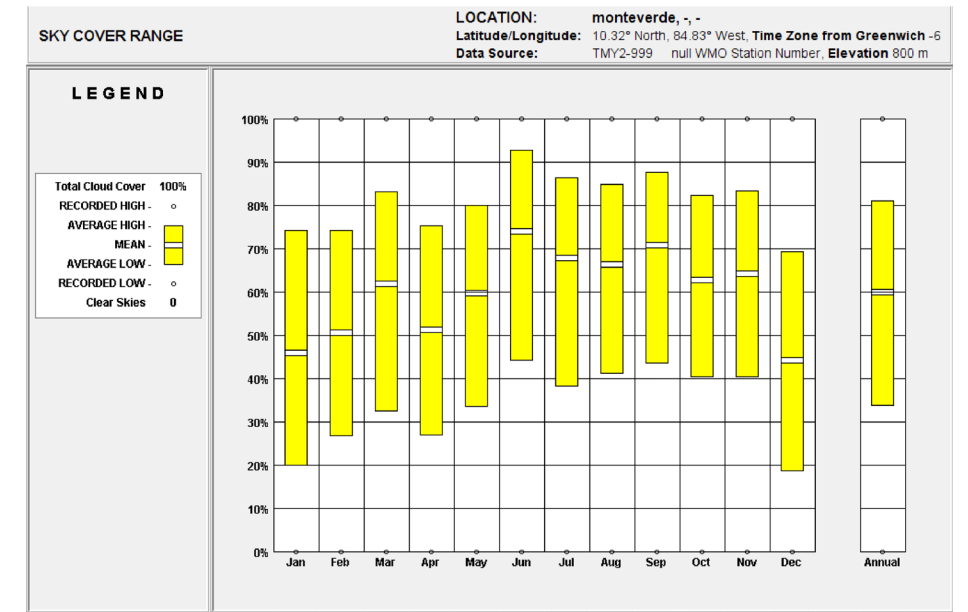 SKY COVER RANGE
LOCATION: monteverde, -, -
Latitude/Longitude: 10.32° North, 84.83° West, Time Zone from Greenwich -6
Data Source: TMY2-999 null WMO Station Number, Elevation 800 m
LEGEND
Total Cloud Cover 100%
RECORDED HIGH -
AVERAGE HIGH -
MEAN -
AVERAGE LOW -
RECORDED LOW -
Clear Skies 0
100%
90%
80%
70%
60%
50%
40%
30%
20%
10%
0%
Jan Feb Mar Apr May Jun Jul Aug Sep Oct Nov Dec Annual